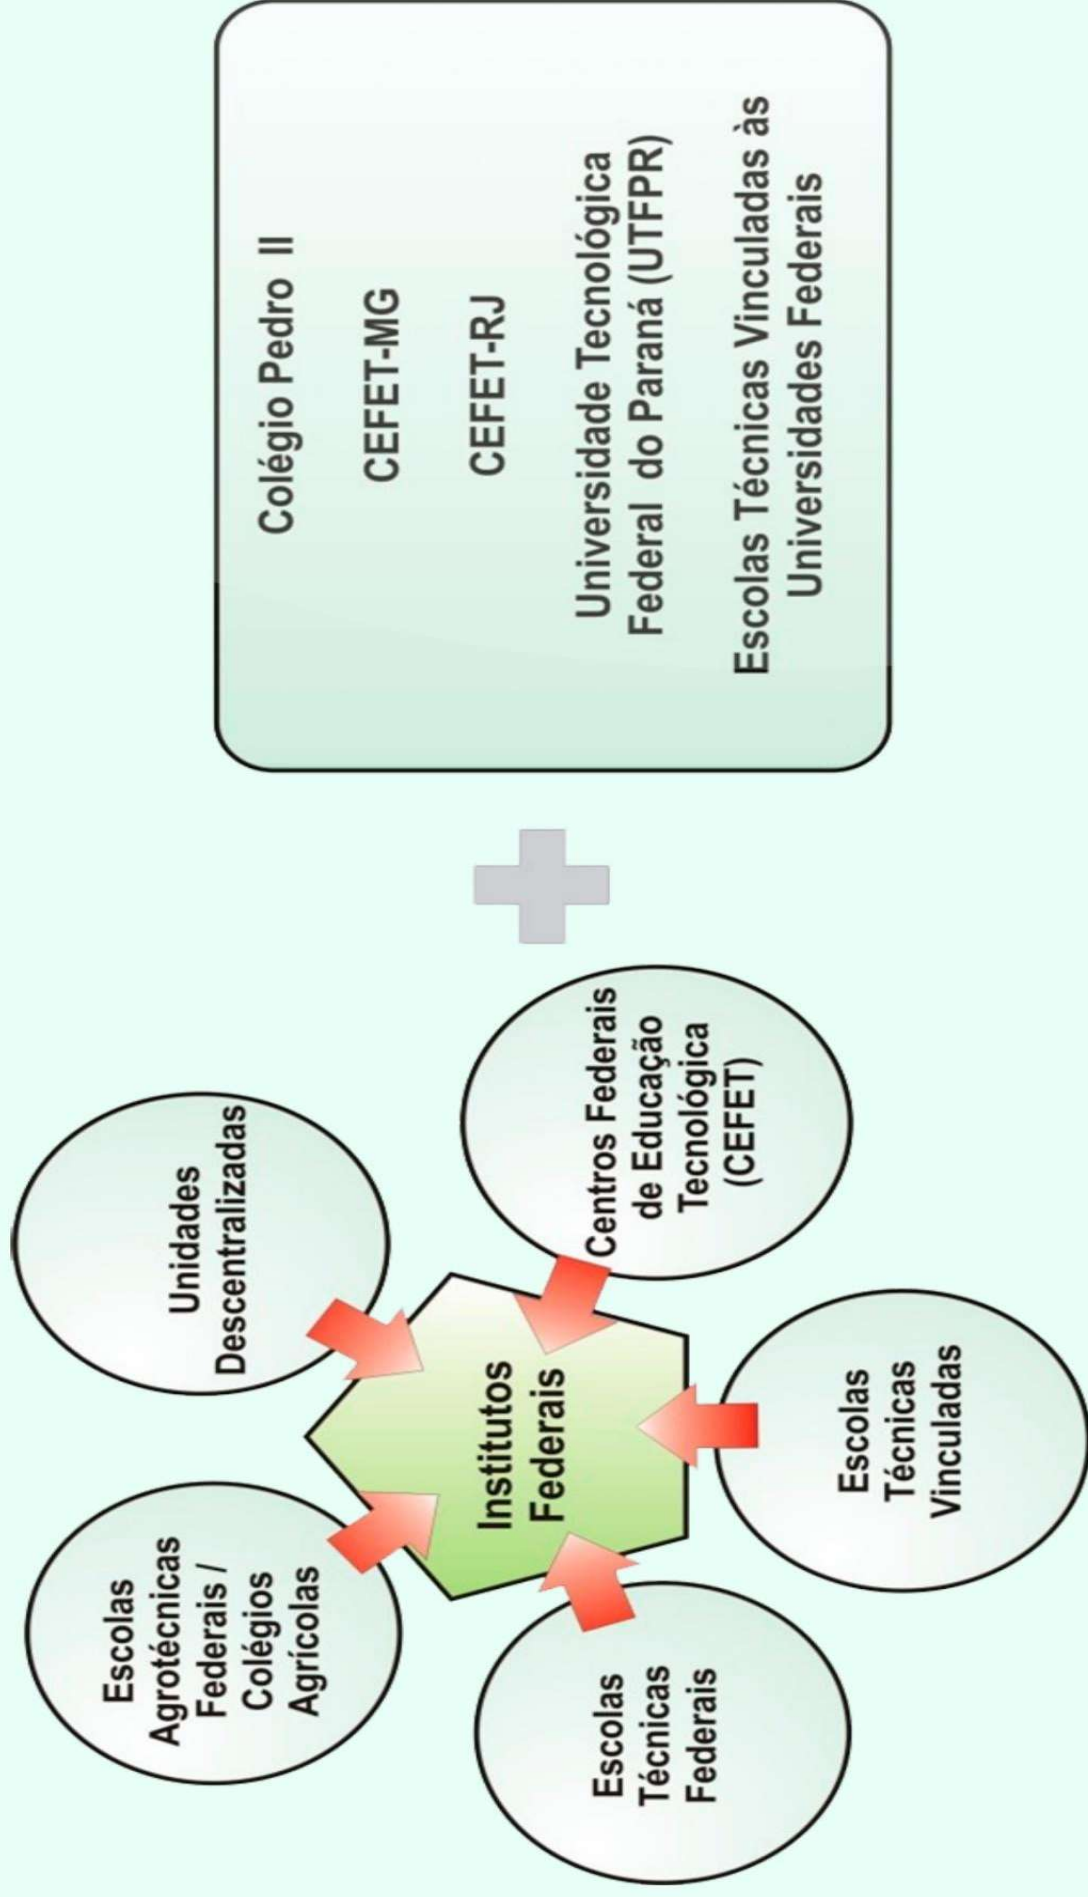 Escolas
Agrotécnicas
Federais /
Colégios
Agrícolas
Unidades
Descentralizadas
Institutos
Federais
Escolas
Técnicas
Federais
Escolas
Técnicas
Vinculadas
Centros Federais
de Educação
Tecnológica
(CEFET)
Colégio Pedro II
CEFET-MG
CEFET-RJ
Universidade Tecnológica
Federal do Paraná (UTFPR)
Escolas Técnicas Vinculadas às
Universidades Federais